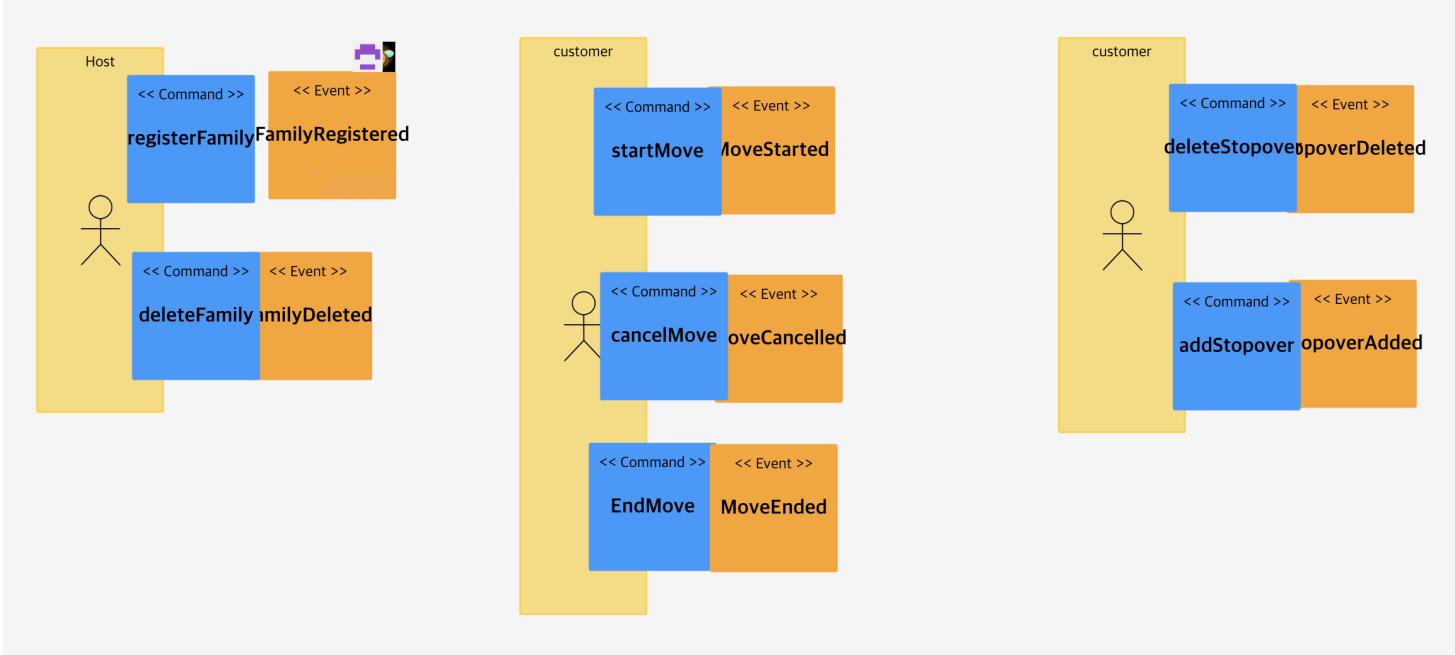 Host
<< Command >>
registerFamily
<< Event >>
FamilyRegistered
<< Command >>
deleteFamily
<< Event >>
amilyDeleted
customer
<< Command >>
startMove
<< Event >>
MoveStarted
<< Command >>
cancelMove
<< Event >>
oveCancelled
<< Command >>
EndMove
<< Event >>
MoveEnded
customer
<< Command >>
deleteStopover
<< Event >>
opoverDeleted
<< Command >>
addStopover
<< Event >>
opoverAdded